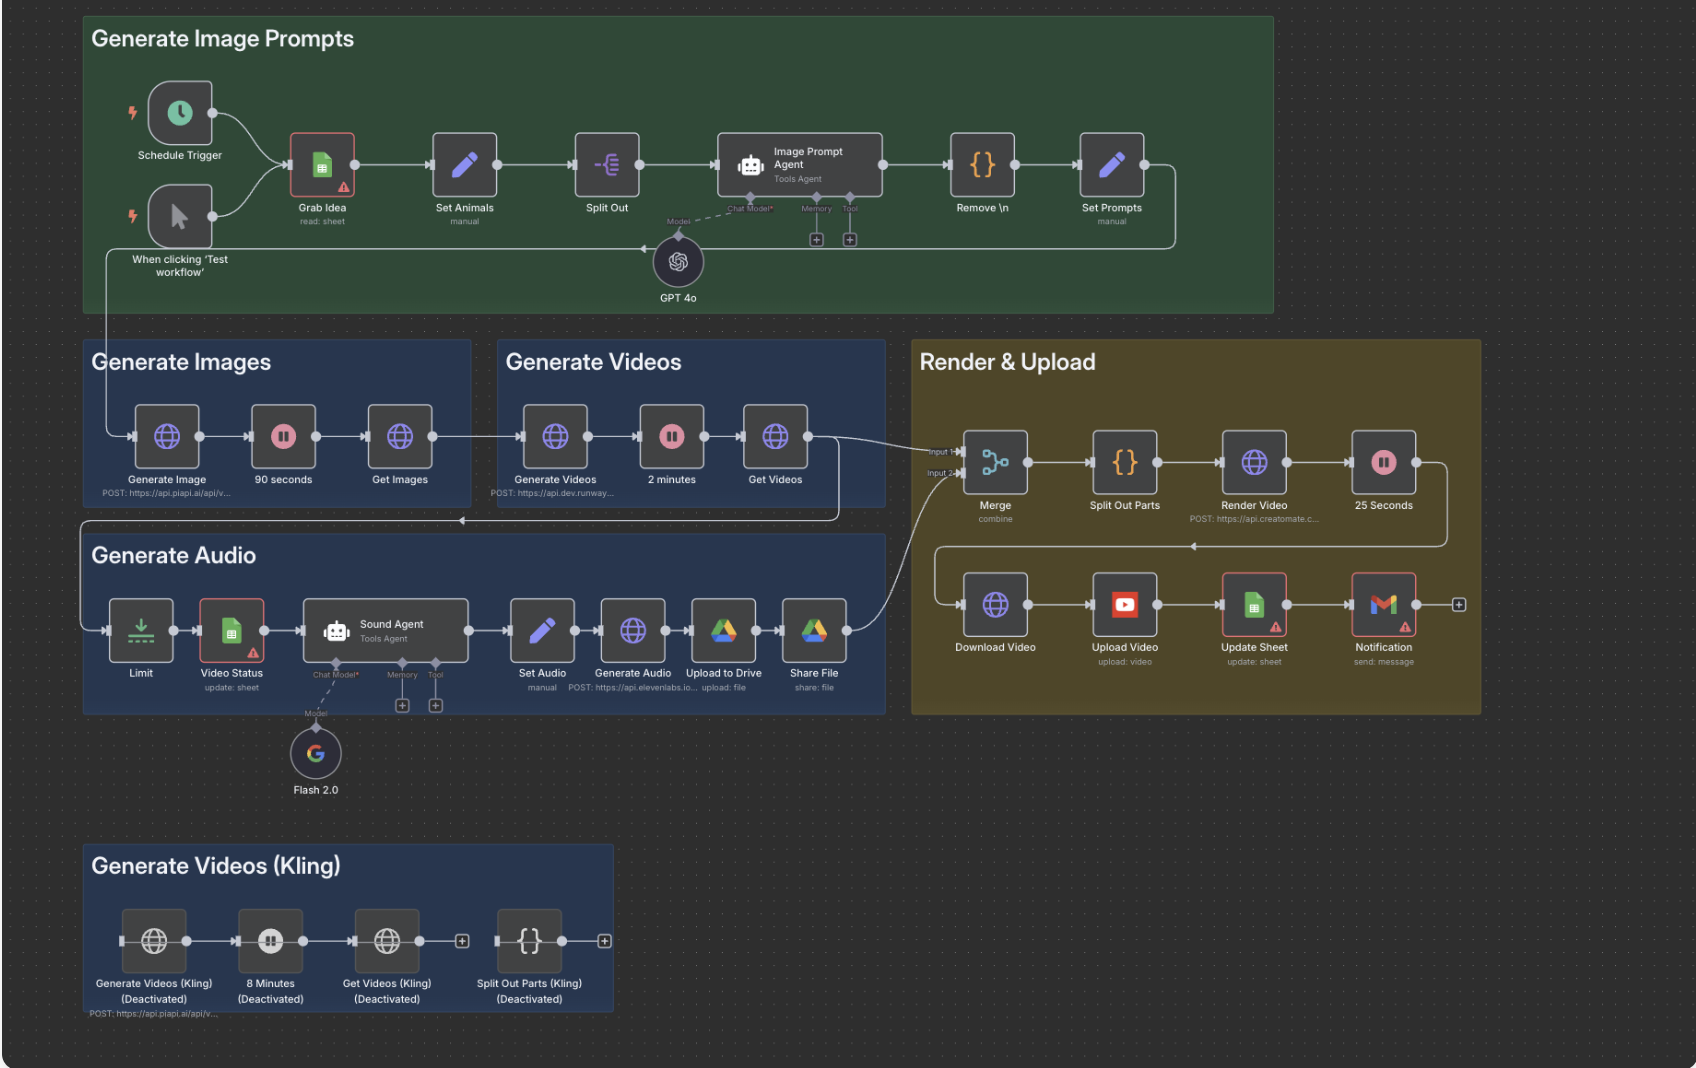 Generate Image Prompts
Schedule Trigger
When clicking ‘Test
workflow’
Grab Idea
read: sheet
Set Animals
manual
Split Out
Image Prompt
Agent
Tools Agent
Chat Model*
Memory
Tool
Model
GPT 4o
Remove \n
Set Prompts
manual
Generate Images
Generate Image
POST: https://api.piapi.ai/api/v...
90 seconds
Get Images
Generate Videos
Generate Videos
POST: https://api.dev.runway...
2 minutes
Get Videos
Render & Upload
Input 1
Input 2
Merge
combine
Split Out Parts
Render Video
POST: https://api.creatomate.c...
25 Seconds
Download Video
Upload Video
upload: video
Update Sheet
update: sheet
Notification
send: message
Generate Audio
Limit
Video Status
update: sheet
Sound Agent
Tools Agent
Chat Model*
Memory
Tool
Model
Flash 2.0
Set Audio
manual
Generate Audio
POST: https://api.elevenlabs.io...
Upload to Drive
upload: file
Share File
share: file
Generate Videos (Kling)
Generate Videos (Kling)
(Deactivated)
POST: https://api.piapi.ai/api/v...
8 Minutes
(Deactivated)
Get Videos (Kling)
(Deactivated)
Split Out Parts (Kling)
(Deactivated)